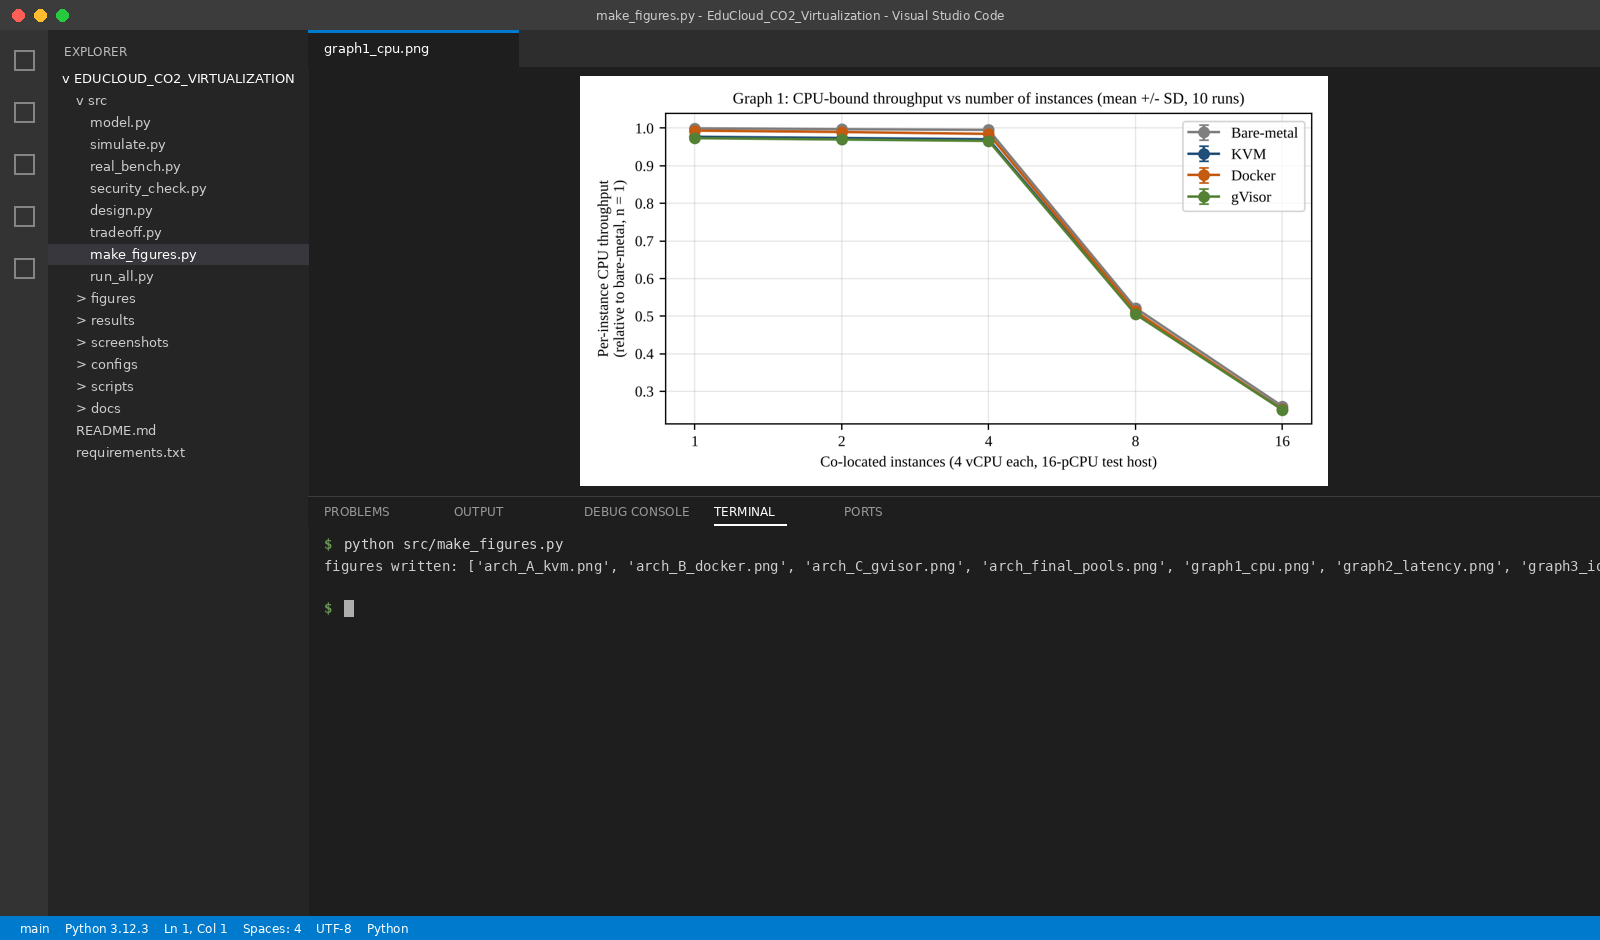 make_figures.py - EduCloud_CO2_Virtualization - Visual Studio Code
EXPLORER
v EDUCLOUD_CO2_VIRTUALIZATION
v src
model.py
simulate.py
real_bench.py
security_check.py
design.py
tradeoff.py
make_figures.py
run_all.py
> figures
> results
> screenshots
> configs
> scripts
> docs
README.md
requirements.txt
graph1_cpu.png
Graph 1: CPU-bound throughput vs number of instances (mean +/- SD, 10 runs)
Per-instance CPU throughput
(relative to bare-metal, n = 1)
1.0
0.9
0.8
0.7
0.6
0.5
0.4
0.3
Bare-metal
KVM
Docker
gVisor
1 2 4 8 16
Co-located instances (4 vCPU each, 16-pCPU test host)
PROBLEMS OUTPUT DEBUG CONSOLE TERMINAL PORTS
$ python src/make_figures.py
figures written: ['arch_A_kvm.png', 'arch_B_docker.png', 'arch_C_gvisor.png', 'arch_final_pools.png', 'graph1_cpu.png', 'graph2_latency.png',
$
main Python 3.12.3 Ln 1, Col 1 Spaces: 4 UTF-8 Python